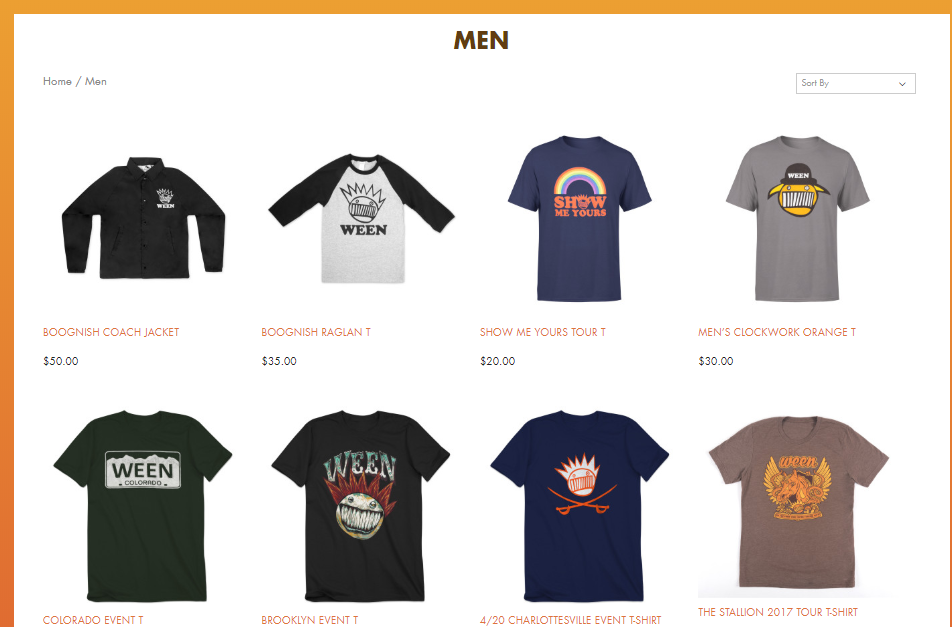 MEN
Home / Men
Sort By
WEEN
WEEN
SHOW
ME YOURS
WEEN
BOOGNISH COACH JACKET
BOOGNISH RAGLAN T
SHOW ME YOURS TOUR T
MEN'S CLOCKWORK ORANGE T
$50.00
$35.00
$20.00
$30.00
WEEN
COLORADO
WEEN
ween
COLORADO EVENT T
BROOKLYN EVENT T
4/20 CHARLOTTESVILLE EVENT T-SHIRT
THE STALLION 2017 TOUR T-SHIRT